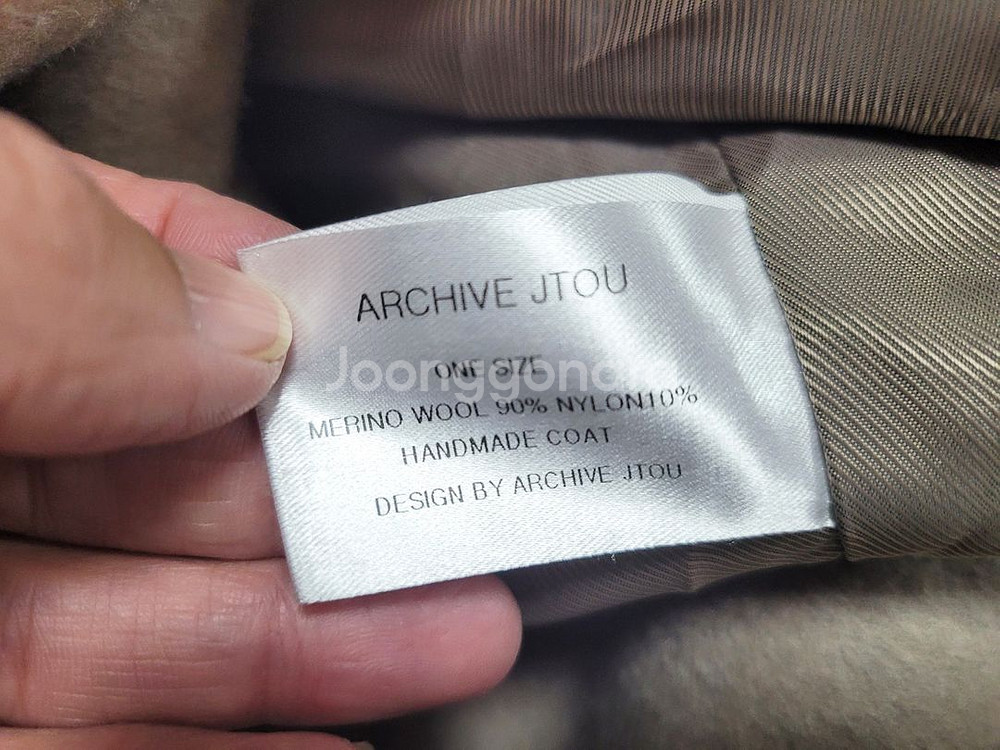 ARCHIVE JTOU
ONE SIZE
MERINO WOOL 90% NYLON10%
HANDMADE COAT
DESIGN BY ARCHIVE JTOU